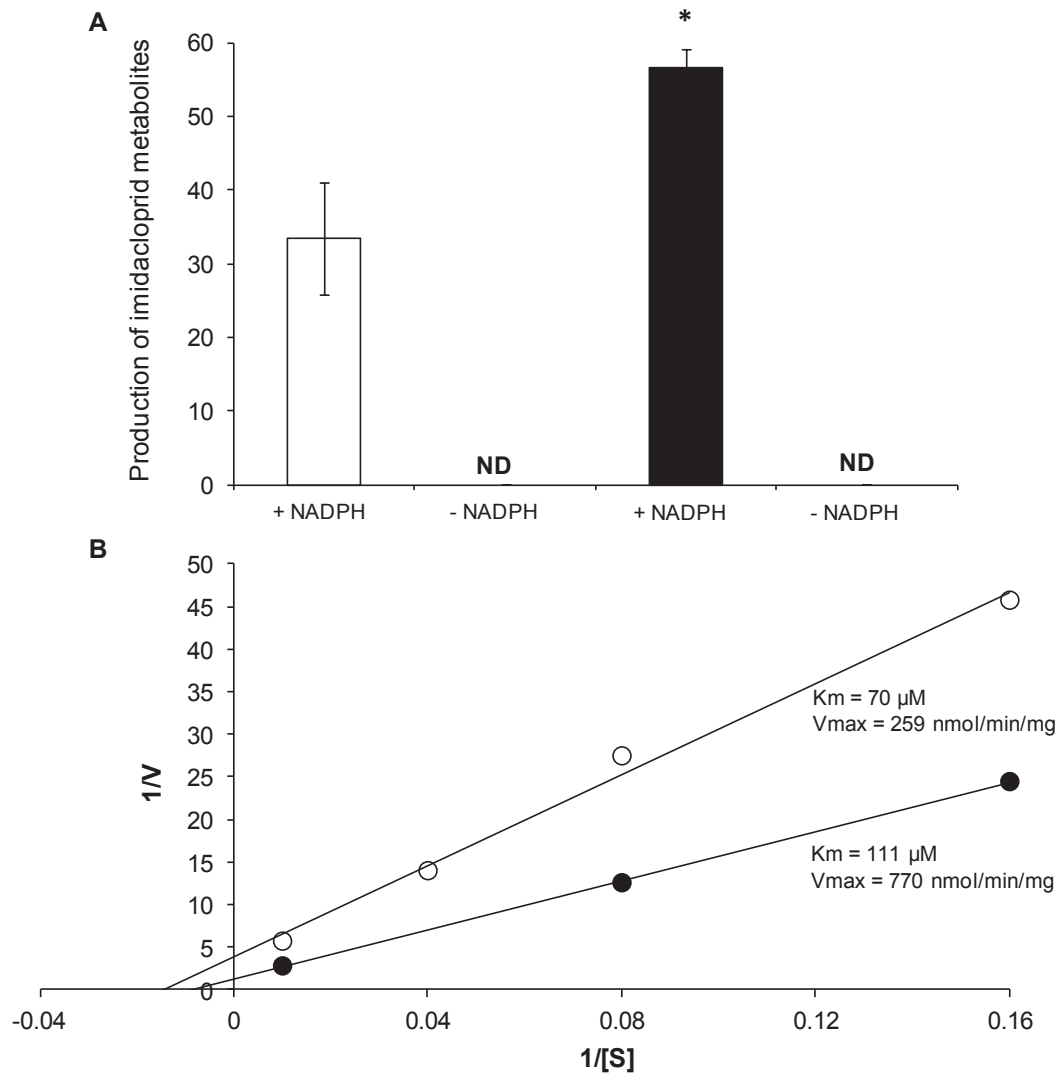 A
*
60
50
40
30
20
10
0
Production of imidacloprid metabolites
ND
ND
+ NADPH
- NADPH
+ NADPH
- NADPH
B
50
45
40
35
30
25
20
15
10
5
0
1/V
Km = 70 µM
Vmax = 259 nmol/min/mg
Km = 111 µM
Vmax = 770 nmol/min/mg
-0.04
0
0.04
0.08
0.12
0.16
1/[S]